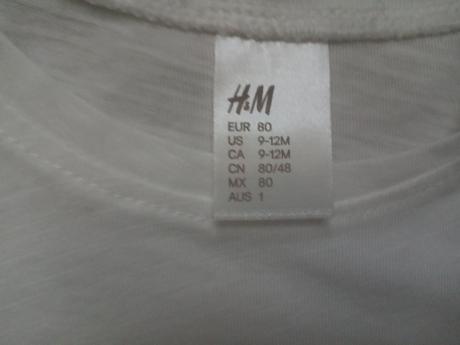 H&M
EUR 80
US 9-12M
CA 9-12M
CN 80/48
MX 80
AUS 1